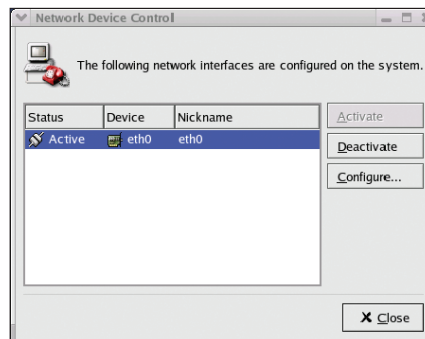 Network Device Control
The following network interfaces are configured on the system.
Status Device Nickname
Active eth0 eth0
Activate
Deactivate
Configure...
Close